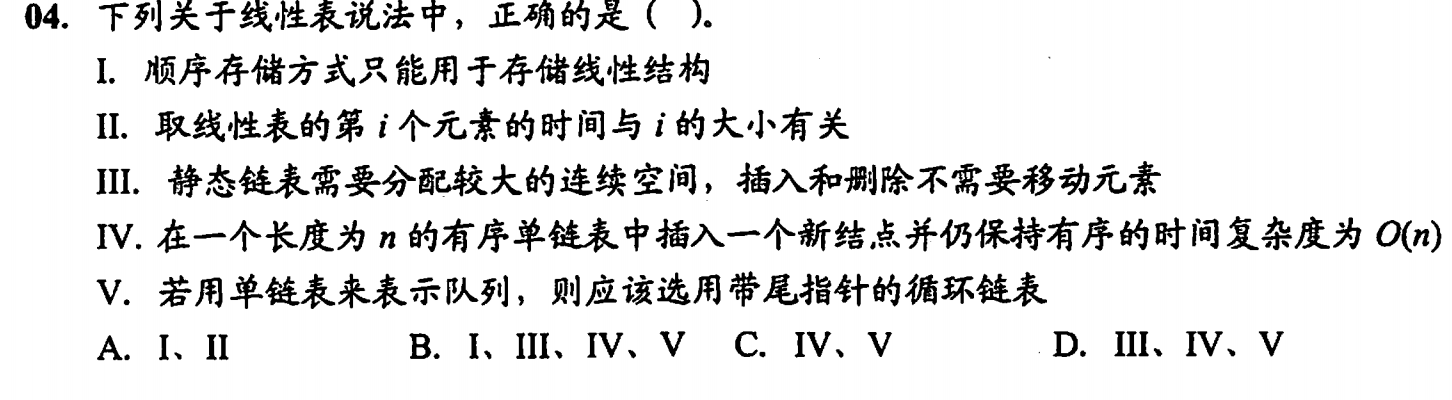 04. 下列关于线性表说法中，正确的是（ ）。
I. 顺序存储方式只能用于存储线性结构
II. 取线性表的第 i 个元素的时间与 i 的大小有关
III. 静态链表需要分配较大的连续空间，插入和删除不需要移动元素
IV. 在一个长度为 n 的有序单链表中插入一个新结点并仍保持有序的时间复杂度为 O(n)
V. 若用单链表来表示队列，则应该选用带尾指针的循环链表
A. I、II B. I、III、IV、V C. IV、V D. III、IV、V